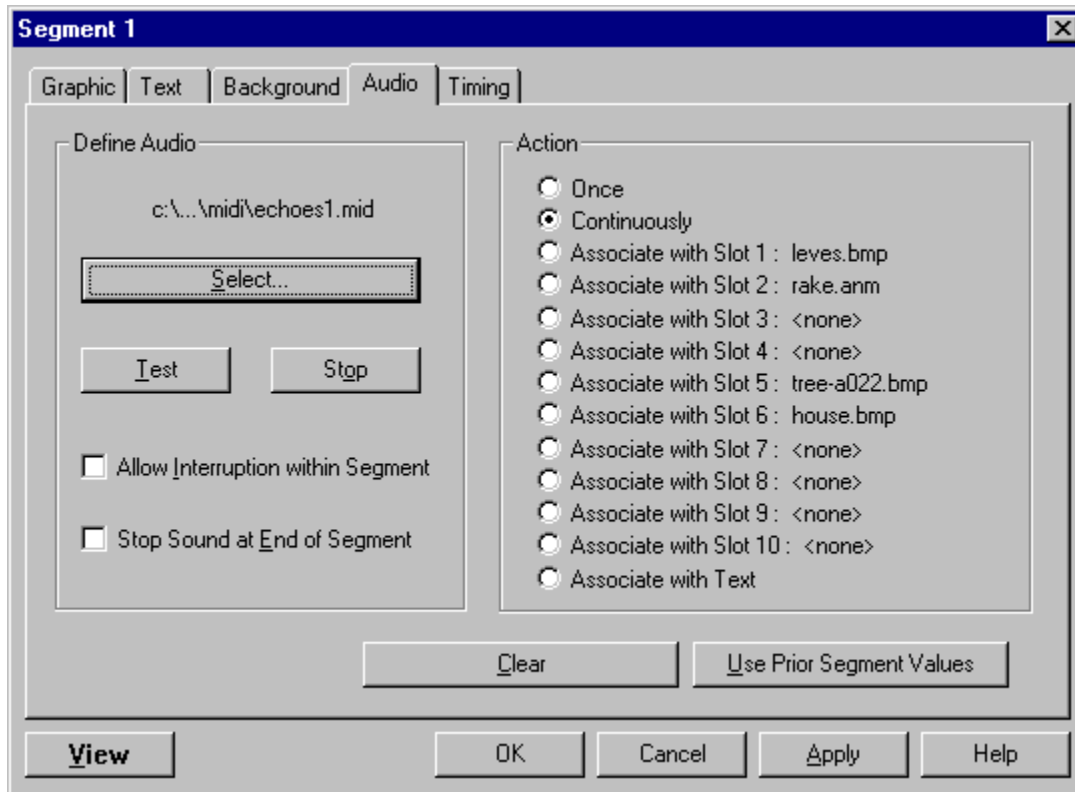 Segment 1
Graphic Text Background Audio Timing
Define Audio
c:\...\midi\echoes1.mid
Select...
Test Stop
Allow Interruption within Segment
Stop Sound at End of Segment
Action
Once
Continuously
Associate with Slot 1 : leves.bmp
Associate with Slot 2 : rake.anm
Associate with Slot 3 : <none>
Associate with Slot 4 : <none>
Associate with Slot 5 : tree-a022.bmp
Associate with Slot 6 : house.bmp
Associate with Slot 7 : <none>
Associate with Slot 8 : <none>
Associate with Slot 9 : <none>
Associate with Slot 10 : <none>
Associate with Text
Clear Use Prior Segment Values
View OK Cancel Apply Help